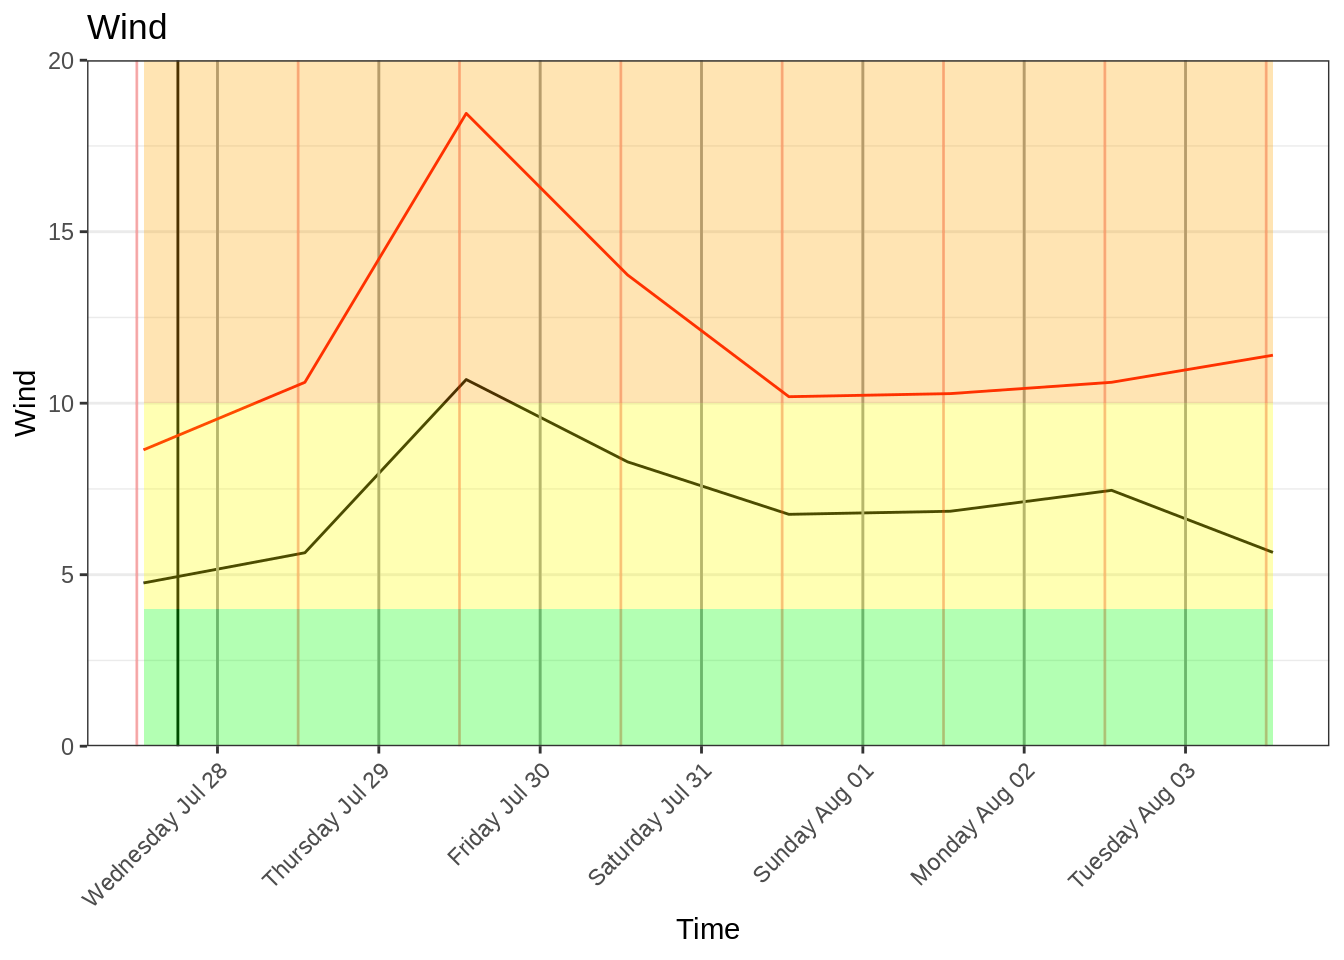 Wind
20
15
10
5
0
Wind
Wednesday Jul 28
Thursday Jul 29
Friday Jul 30
Saturday Jul 31
Sunday Aug 01
Monday Aug 02
Tuesday Aug 03
Time